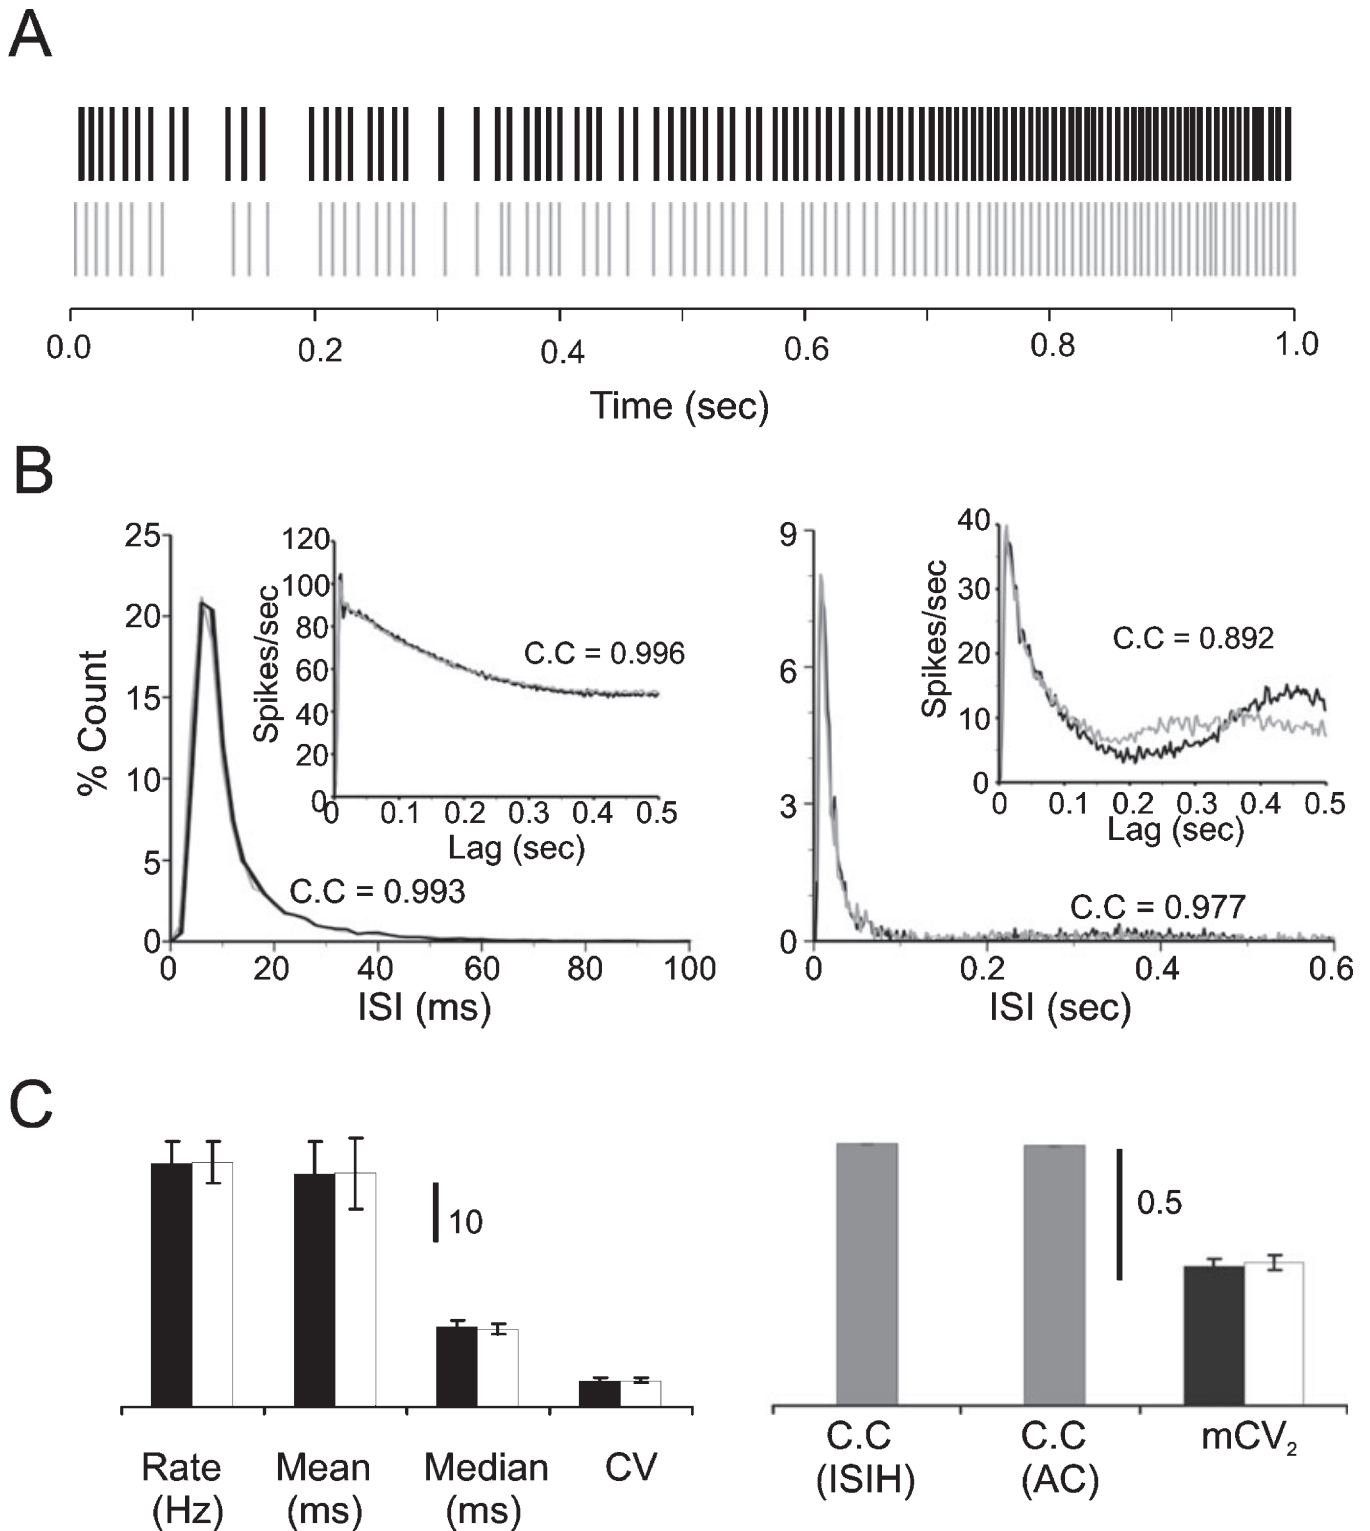 A
0.0 0.2 0.4 0.6 0.8 1.0
Time (sec)
B
% Count
25
20
15
10
5
0
0 20 40 60 80 100
ISI (ms)
C.C = 0.993
Spikes/sec
120
100
80
60
40
20
0
0 0.1 0.2 0.3 0.4 0.5
Lag (sec)
C.C = 0.996
9
6
3
0
0 0.2 0.4 0.6
ISI (sec)
C.C = 0.977
Spikes/sec
40
30
20
10
0
0 0.1 0.2 0.3 0.4 0.5
Lag (sec)
C.C = 0.892
C
10
Rate
(Hz)
Mean
(ms)
Median
(ms)
CV
0.5
C.C
(ISIH)
C.C
(AC)
mCV₂